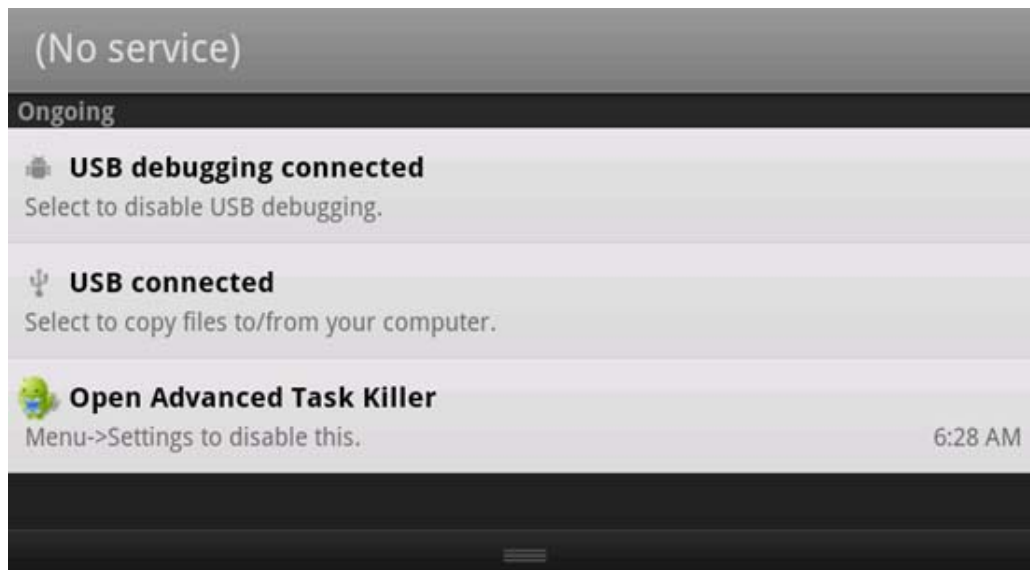 (No service)
Ongoing
USB debugging connected
Select to disable USB debugging.
USB connected
Select to copy files to/from your computer.
Open Advanced Task Killer
Menu->Settings to disable this. 6:28 AM